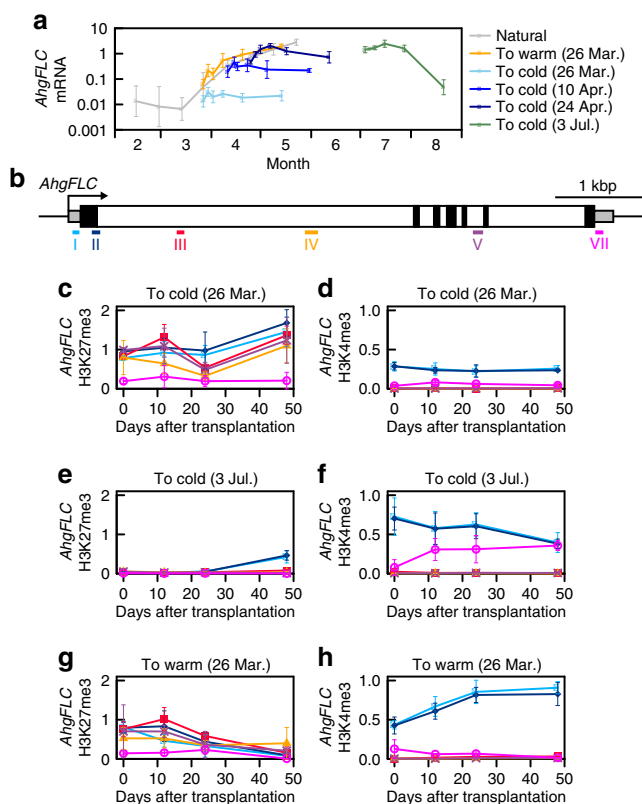 a
AhgFLC
mRNA
10
1
0.1
0.01
0.001
2 3 4 5 6 7 8
Month
Natural
To warm (26 Mar.)
To cold (26 Mar.)
To cold (10 Apr.)
To cold (24 Apr.)
To cold (3 Jul.)
b
AhgFLC
1 kbp
I II III IV V VII
c
To cold (26 Mar.)
AhgFLC
H3K27me3
2
1
0
0 10 20 30 40 50
Days after transplantation
d
To cold (26 Mar.)
AhgFLC
H3K4me3
1.0
0.5
0.0
0 10 20 30 40 50
Days after transplantation
e
To cold (3 Jul.)
AhgFLC
H3K27me3
2
1
0
0 10 20 30 40 50
Days after transplantation
f
To cold (3 Jul.)
AhgFLC
H3K4me3
1.0
0.5
0.0
0 10 20 30 40 50
Days after transplantation
g
To warm (26 Mar.)
AhgFLC
H3K27me3
2
1
0
0 10 20 30 40 50
Days after transplantation
h
To warm (26 Mar.)
AhgFLC
H3K4me3
1.0
0.5
0.0
0 10 20 30 40 50
Days after transplantation